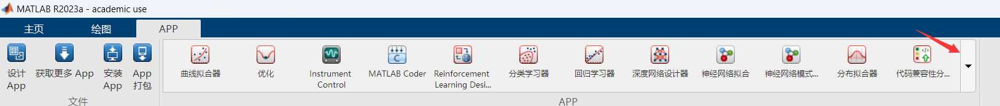 MATLAB R2023a - academic use
主页
绘图
APP
设计
App
获取更多 App
安装
App
App
打包
曲线拟合器
优化
Instrument
Control
MATLAB Coder
Reinforcement
Learning Desi...
分类学习器
回归学习器
深度网络设计器
神经网络拟合
神经网络模式...
分布拟合器
代码兼容性分...
文件
APP